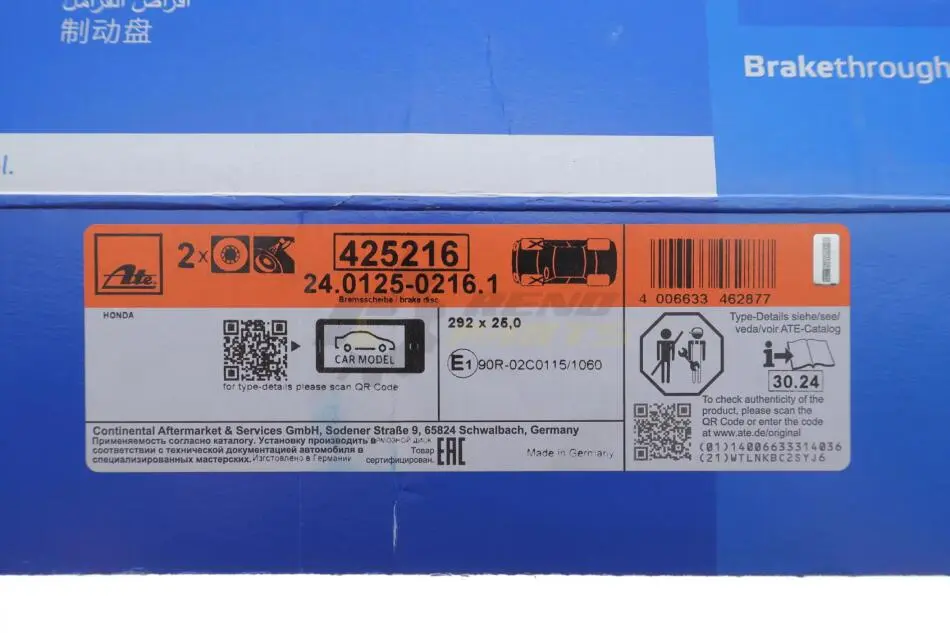 أقراص الفرامل
制动盘
Brakethrough
l.
Ate
2x
425216
24.0125-0216.1
Bremsscheibe / brake disc
4 006633 462877
HONDA
CAR MODEL
for type-details please scan QR Code
292 x 25,0
E1 90R-02C0115/1060
Type-Details siehe/see/
veda/voir ATE-Catalog
i
30.24
To check authenticity of the
product, please scan the
QR Code or enter the code
at www.ate.de/original
(01)14006633314036
(21)WTLNKBC2SYJ6
Continental Aftermarket & Services GmbH, Sodener Straße 9, 65824 Schwalbach, Germany
Применяемость согласно каталогу. Установку производить в
соответствии с технической документацией автомобиля в
специализированных мастерских. Изготовлено в Германии
Товар
сертифицирован.
EAC
Made in Germany